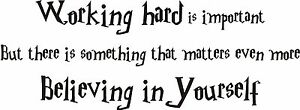 Working hard is important
But there is something that matters even more
Believing in Yourself